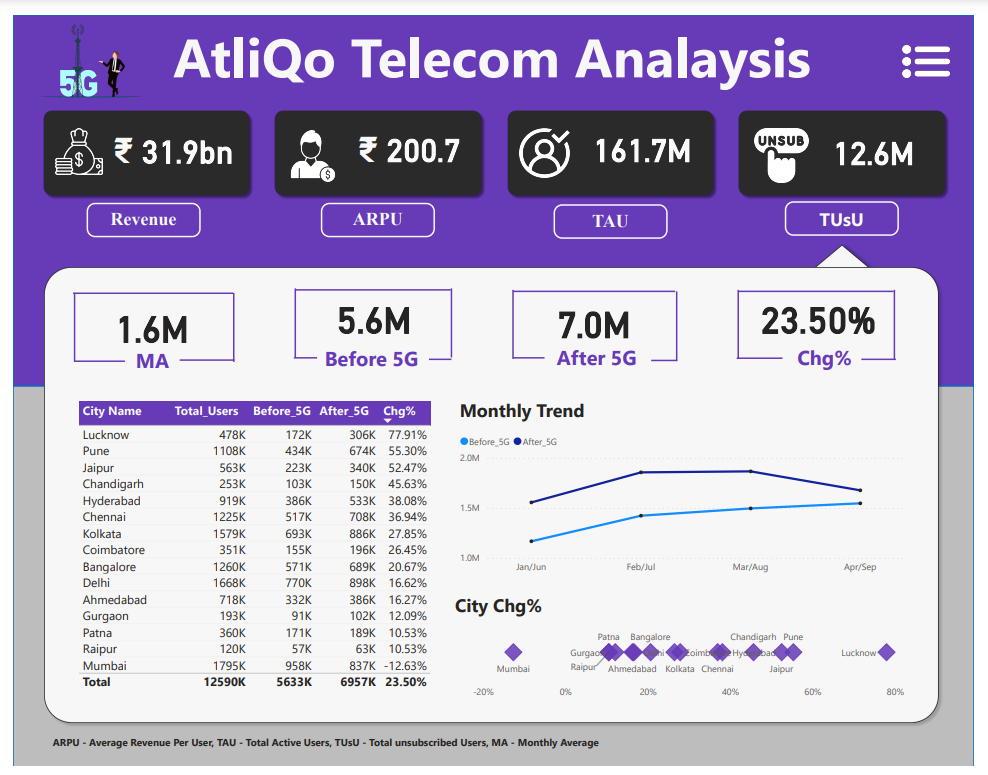 5G
AtliQo Telecom Analaysis
₹ 31.9bn
₹ 200.7
161.7M
UNSUB
12.6M
Revenue
ARPU
TAU
TUsU
1.6M
MA
5.6M
Before 5G
7.0M
After 5G
23.50%
Chg%
City Name Total_Users Before_5G After_5G Chg%
Lucknow 478K 172K 306K 77.91%
Pune 1108K 434K 674K 55.30%
Jaipur 563K 223K 340K 52.47%
Chandigarh 253K 103K 150K 45.63%
Hyderabad 919K 386K 533K 38.08%
Chennai 1225K 517K 708K 36.94%
Kolkata 1579K 693K 886K 27.85%
Coimbatore 351K 155K 196K 26.45%
Bangalore 1260K 571K 689K 20.67%
Delhi 1668K 770K 898K 16.62%
Ahmedabad 718K 332K 386K 16.27%
Gurgaon 193K 91K 102K 12.09%
Patna 360K 171K 189K 10.53%
Raipur 120K 57K 63K 10.53%
Mumbai 1795K 958K 837K -12.63%
Total 12590K 5633K 6957K 23.50%
Monthly Trend
Before_5G After_5G
2.0M
1.5M
1.0M
Jan/Jun Feb/Jul Mar/Aug Apr/Sep
City Chg%
Patna Bangalore Chandigarh Pune
Lucknow
Raipur
Mumbai Ahmedabad Kolkata Chennai Jaipur
-20% 0% 20% 40% 60% 80%
ARPU - Average Revenue Per User, TAU - Total Active Users, TUsU - Total unsubscribed Users, MA - Monthly Average